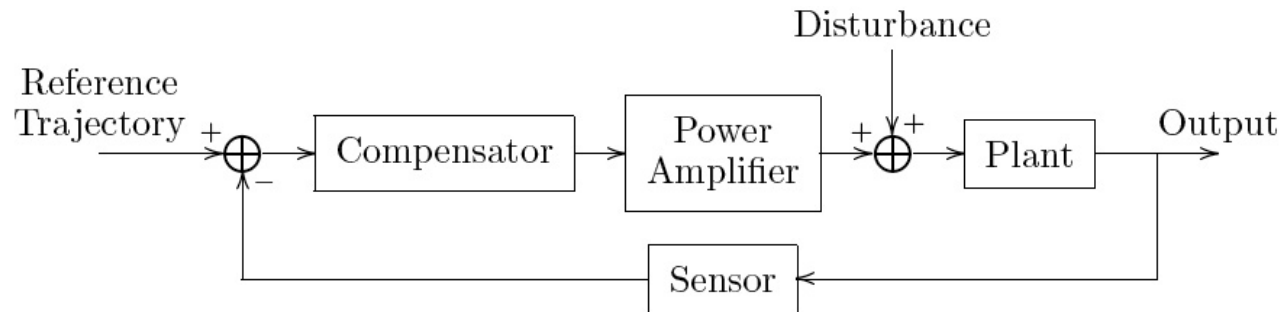 Disturbance
Reference
Trajectory
+
+
+
Output
Compensator
Power
Amplifier
Plant
−
Sensor